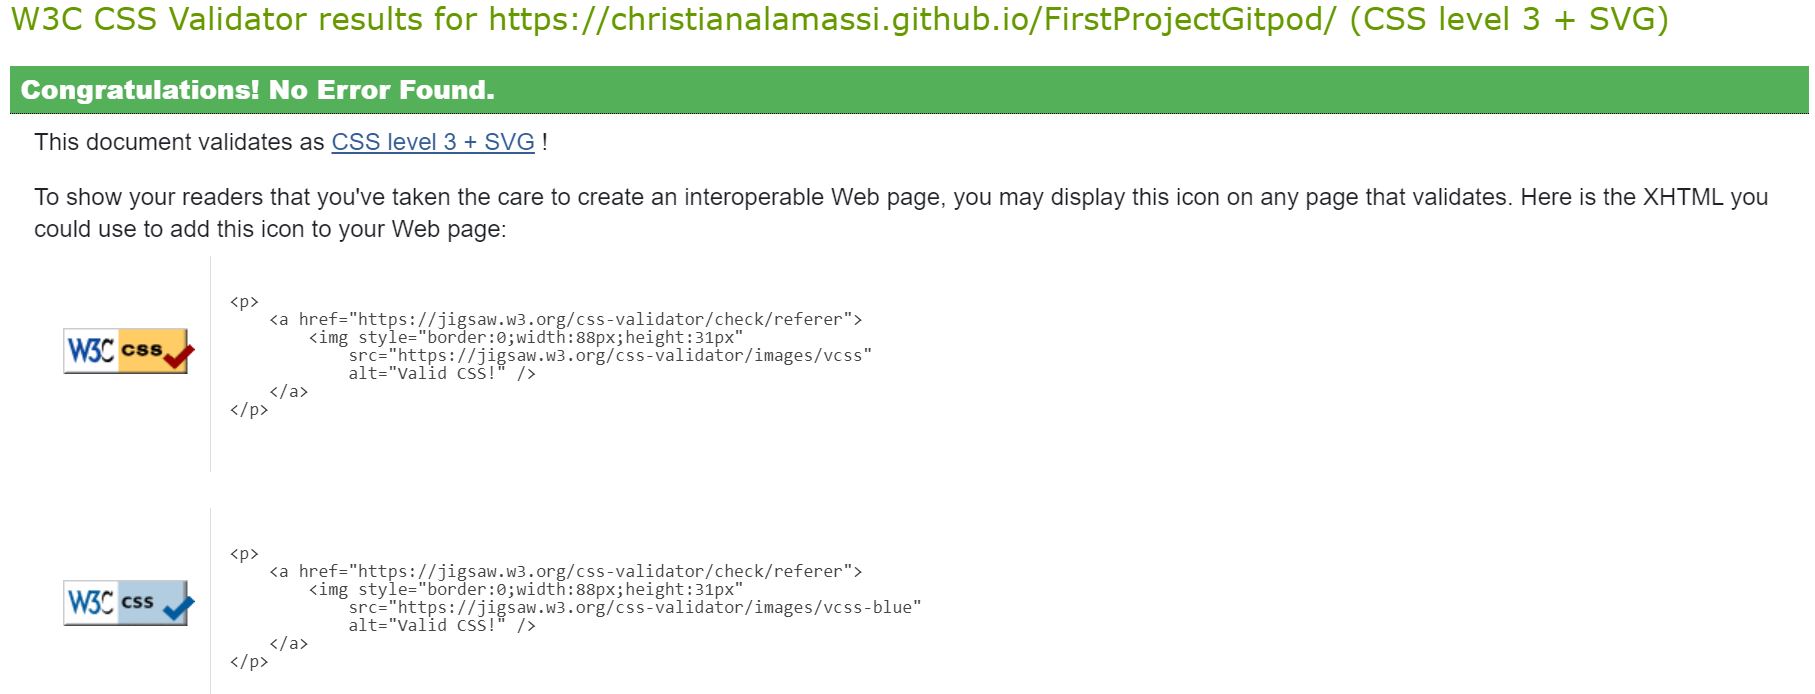 W3C CSS Validator results for https://christianalamassi.github.io/FirstProjectGitpod/ (CSS level 3 + SVG)
Congratulations! No Error Found.
This document validates as CSS level 3 + SVG !
To show your readers that you've taken the care to create an interoperable Web page, you may display this icon on any page that validates. Here is the XHTML you
could use to add this icon to your Web page:
W3C css
<p>
    <a href="https://jigsaw.w3.org/css-validator/check/referer">
        <img style="border:0;width:88px;height:31px"
            src="https://jigsaw.w3.org/css-validator/images/vcss"
            alt="Valid CSS!" />
    </a>
</p>
W3C css
<p>
    <a href="https://jigsaw.w3.org/css-validator/check/referer">
        <img style="border:0;width:88px;height:31px"
            src="https://jigsaw.w3.org/css-validator/images/vcss-blue"
            alt="Valid CSS!" />
    </a>
</p>